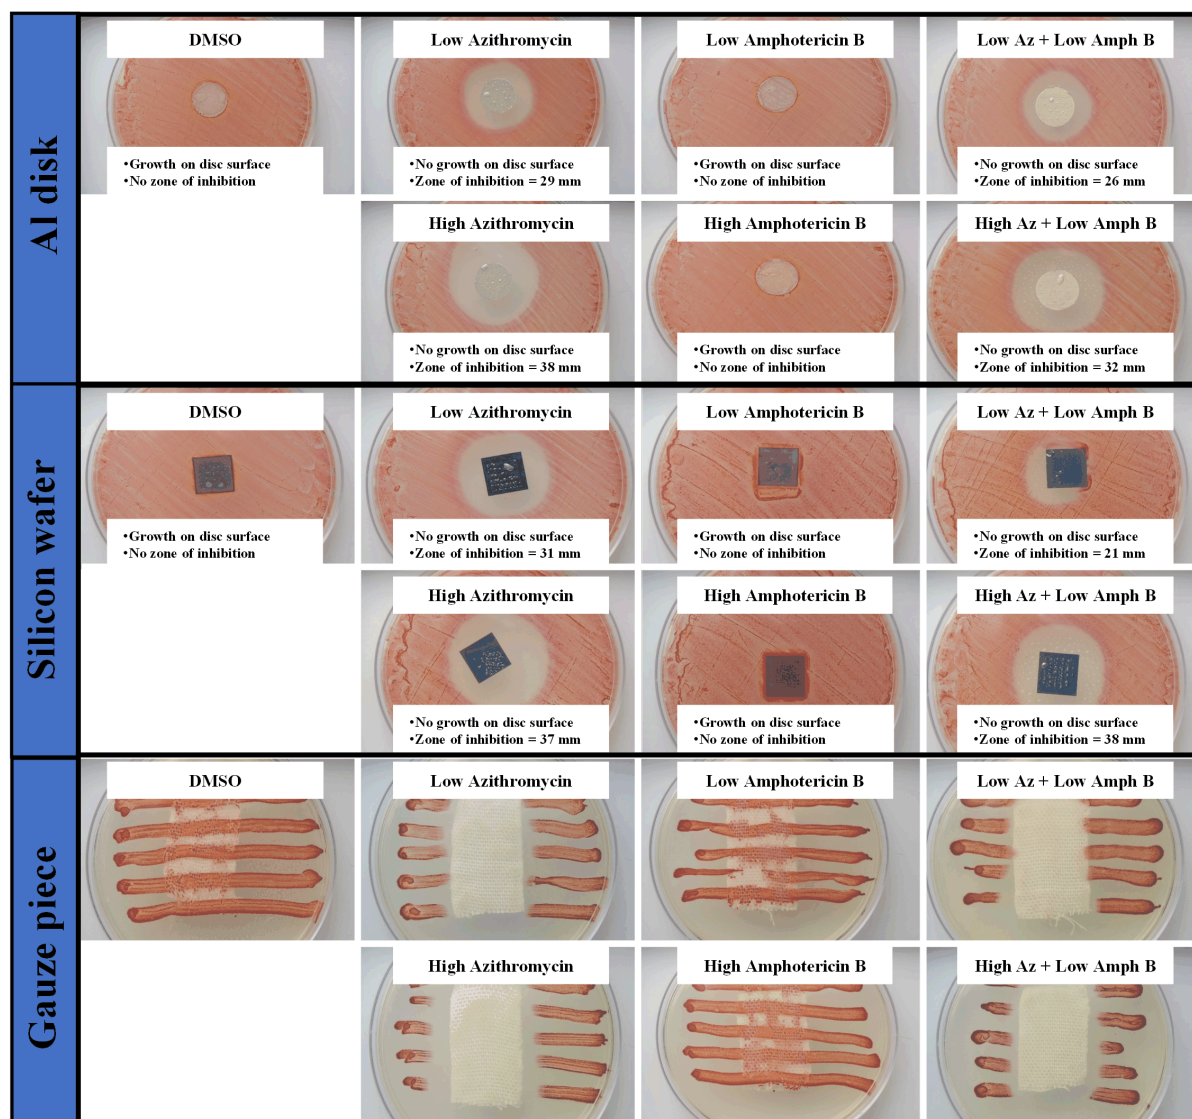 Al disk
DMSO
Low Azithromycin
Low Amphotericin B
Low Az + Low Amph B
•Growth on disc surface
•No zone of inhibition
•No growth on disc surface
•Zone of inhibition = 29 mm
•Growth on disc surface
•No zone of inhibition
•No growth on disc surface
•Zone of inhibition = 26 mm
High Azithromycin
High Amphotericin B
High Az + Low Amph B
•No growth on disc surface
•Zone of inhibition = 38 mm
•Growth on disc surface
•No zone of inhibition
•No growth on disc surface
•Zone of inhibition = 32 mm
Silicon wafer
DMSO
Low Azithromycin
Low Amphotericin B
Low Az + Low Amph B
•Growth on disc surface
•No zone of inhibition
•No growth on disc surface
•Zone of inhibition = 31 mm
•Growth on disc surface
•No zone of inhibition
•No growth on disc surface
•Zone of inhibition = 21 mm
High Azithromycin
High Amphotericin B
High Az + Low Amph B
•No growth on disc surface
•Zone of inhibition = 37 mm
•Growth on disc surface
•No zone of inhibition
•No growth on disc surface
•Zone of inhibition = 38 mm
Gauze piece
DMSO
Low Azithromycin
Low Amphotericin B
Low Az + Low Amph B
High Azithromycin
High Amphotericin B
High Az + Low Amph B